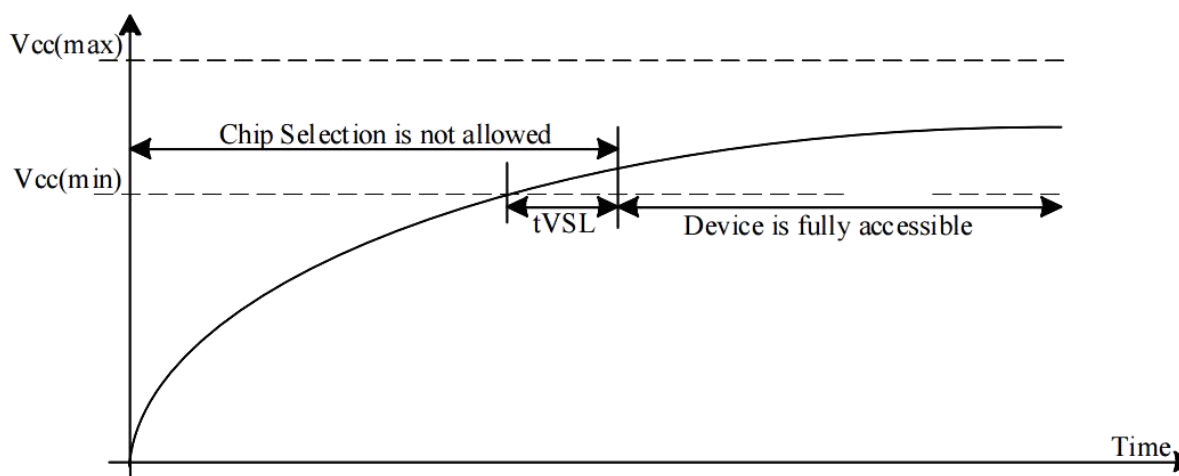 Vcc(max)
Chip Selection is not allowed
Vcc(min)
tVSL
Device is fully accessible
Time